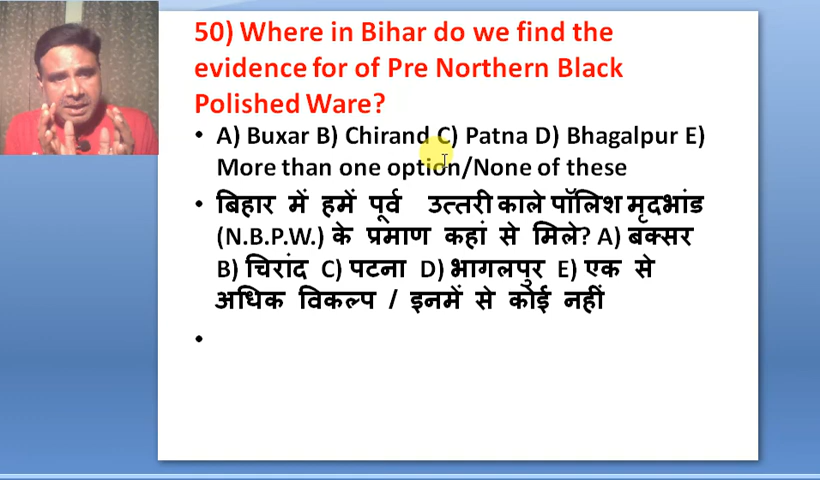 50) Where in Bihar do we find the
evidence for of Pre Northern Black
Polished Ware?
• A) Buxar B) Chirand C) Patna D) Bhagalpur E)
More than one option/None of these
• बिहार में हमें पूर्व उत्तरी काले पॉलिश मृदभांड
(N.B.P.W.) के प्रमाण कहां से मिले? A) बक्सर
B) चिरांद C) पटना D) भागलपुर E) एक से
अधिक विकल्प / इनमें से कोई नहीं
•